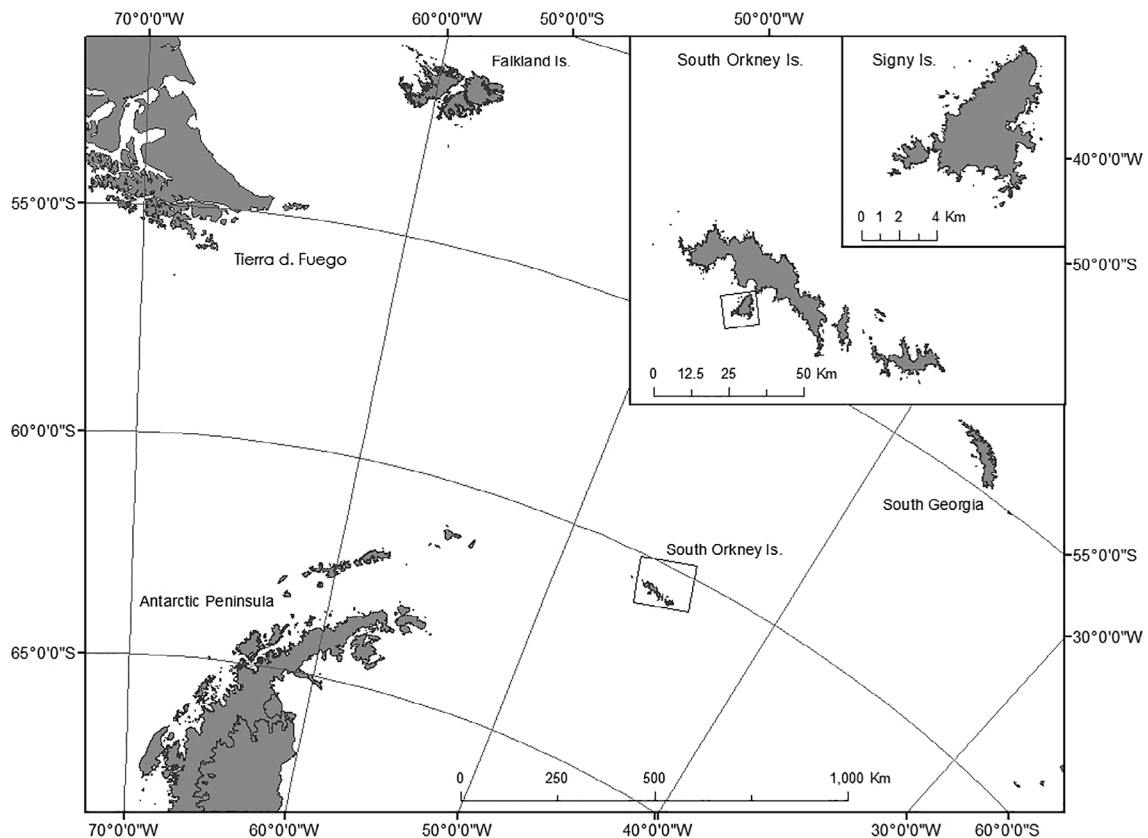 70°0'0"W 60°0'0"W 50°0'0"S 50°0'0"W
Falkland Is.
South Orkney Is.
Signy Is.
40°0'0"W
55°0'0"S
0 1 2 4 Km
Tierra d. Fuego
50°0'0"S
0 12.5 25 50 Km
60°0'0"S
South Georgia
South Orkney Is.
55°0'0"S
Antarctic Peninsula
30°0'0"W
65°0'0"S
0 250 500 1,000 Km
70°0'0"W 60°0'0"W 50°0'0"W 40°0'0"W 30°0'0"W 60°0'0"S